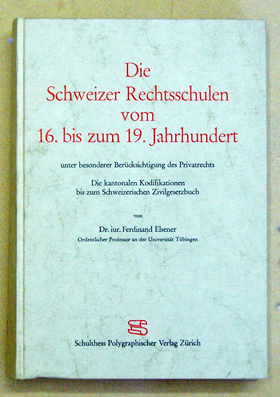 Die
Schweizer Rechtsschulen
vom
16. bis zum 19. Jahrhundert
unter besonderer Berücksichtigung des Privatrechts
Die kantonalen Kodifikationen
bis zum Schweizerischen Zivilgesetzbuch
von
Dr. iur. Ferdinand Elsener
Ordentlicher Professor an der Universität Tübingen
Schulthess Polygraphischer Verlag Zürich